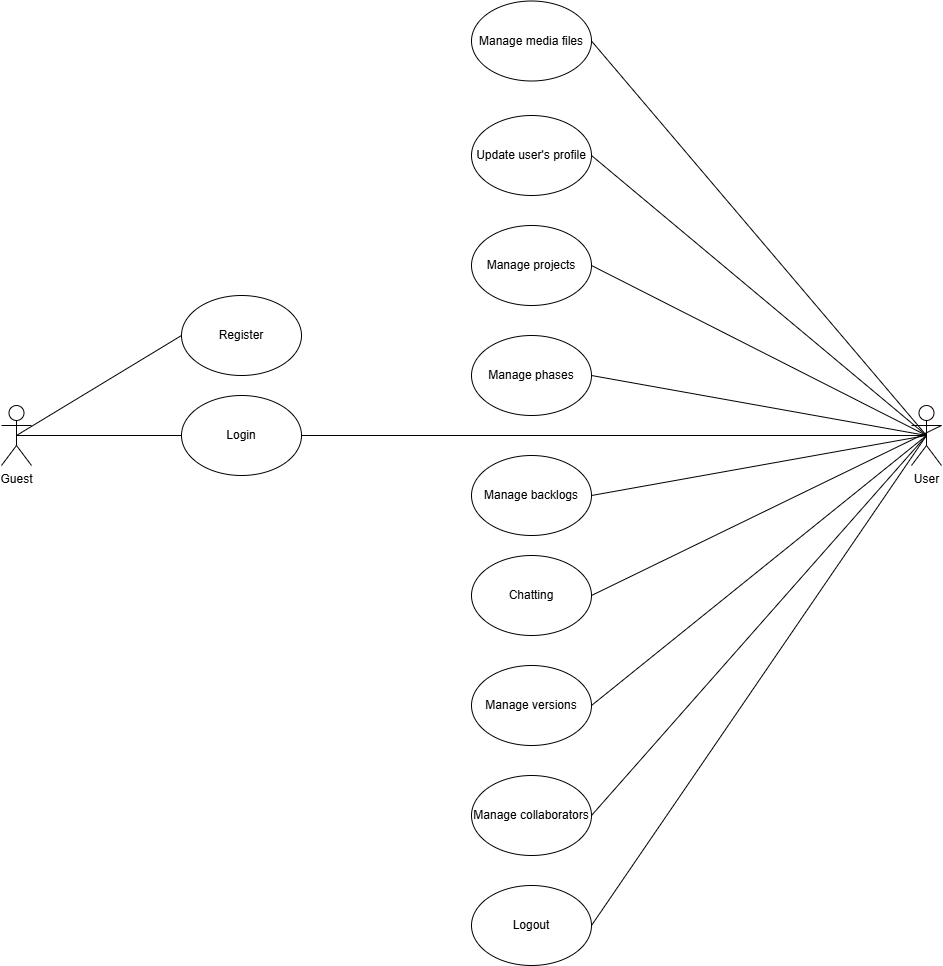 Manage media files
Update user's profile
Manage projects
Register
Manage phases
Login
Guest
User
Manage backlogs
Chatting
Manage versions
Manage collaborators
Logout